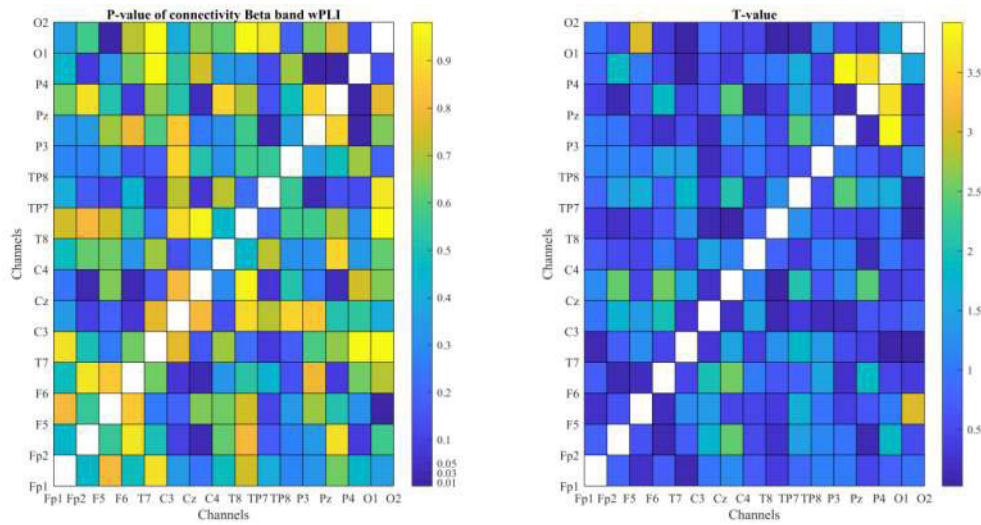 P-value of connectivity Beta band wPLI
O2
O1
P4
Pz
P3
TP8
TP7
T8
C4
Cz
C3
T7
F6
F5
Fp2
Fp1
Channels
Fp1 Fp2 F5 F6 T7 C3 Cz C4 T8 TP7 TP8 P3 Pz P4 O1 O2
Channels
0.9
0.8
0.7
0.6
0.5
0.4
0.3
0.2
0.1
0.05
0.03
0.01
T-value
O2
O1
P4
Pz
P3
TP8
TP7
T8
C4
Cz
C3
T7
F6
F5
Fp2
Fp1
Channels
Fp1 Fp2 F5 F6 T7 C3 Cz C4 T8 TP7 TP8 P3 Pz P4 O1 O2
Channels
3.5
3
2.5
2
1.5
1
0.5